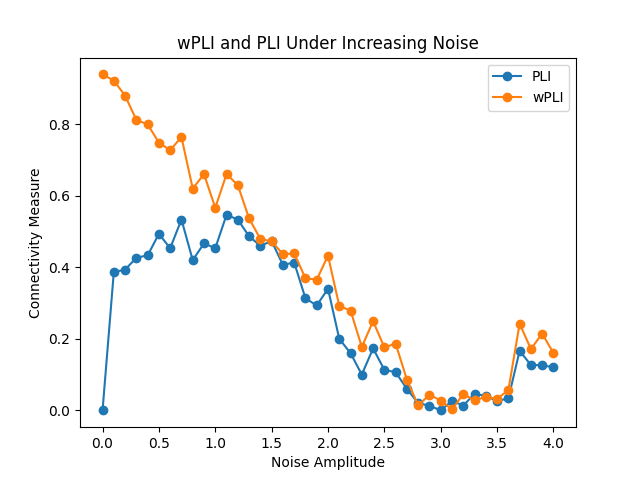 wPLI and PLI Under Increasing Noise
PLI
wPLI
Connectivity Measure
0.8
0.6
0.4
0.2
0.0
0.0 0.5 1.0 1.5 2.0 2.5 3.0 3.5 4.0
Noise Amplitude